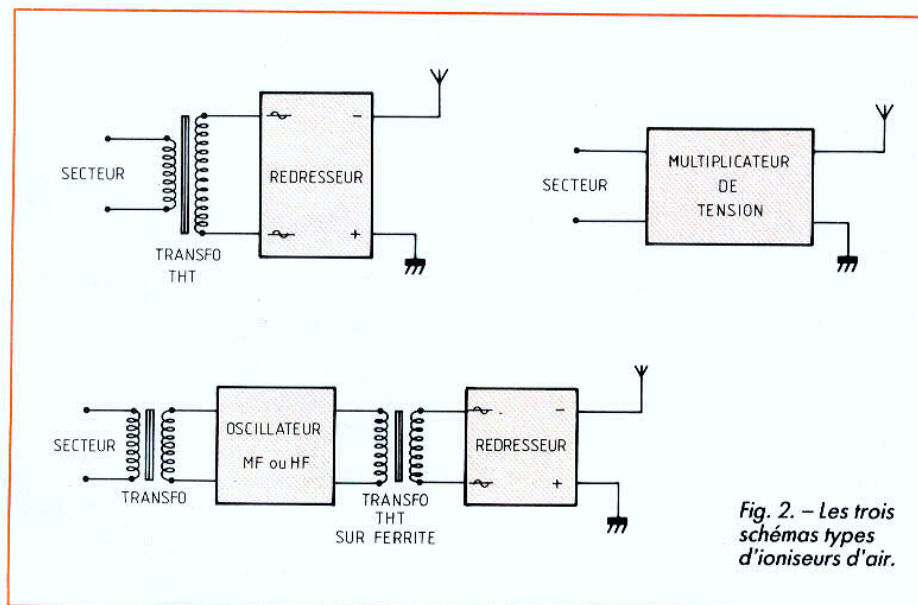 SECTEUR
TRANSFO
THT
REDRESSEUR
−
+
SECTEUR
MULTIPLICATEUR
DE
TENSION
SECTEUR
TRANSFO
OSCILLATEUR
MF ou HF
TRANSFO
THT
SUR FERRITE
REDRESSEUR
−
+
Fig. 2. – Les trois
schémas types
d'ioniseurs d'air.